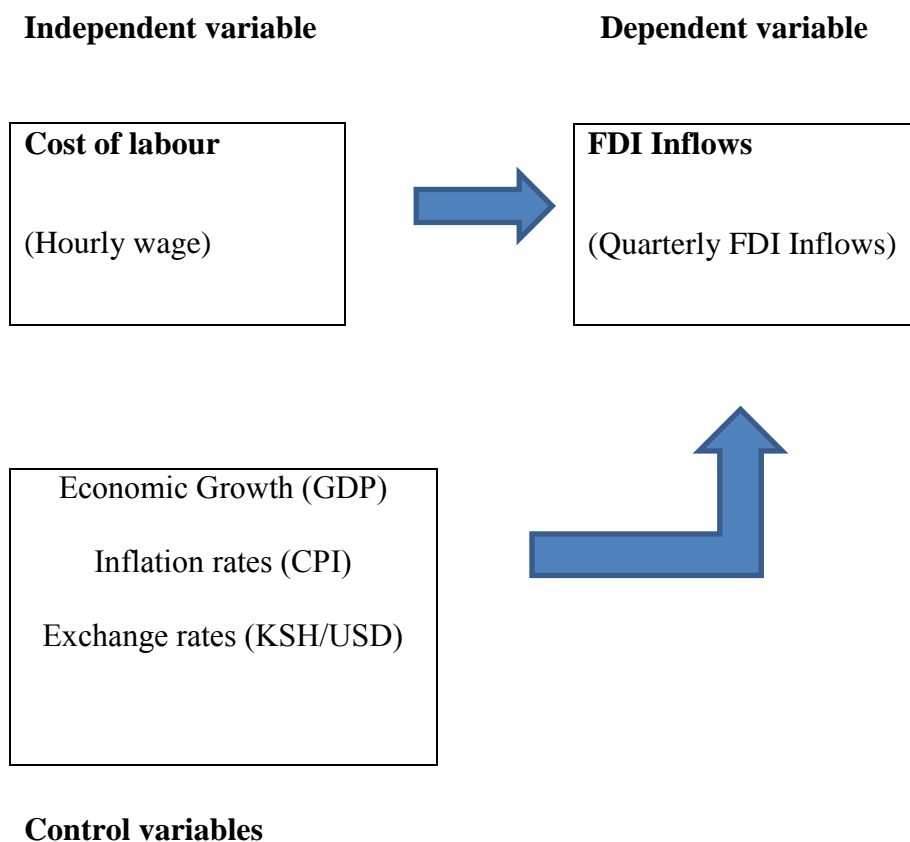 Independent variable
Dependent variable
Cost of labour
(Hourly wage)
FDI Inflows
(Quarterly FDI Inflows)
Economic Growth (GDP)
Inflation rates (CPI)
Exchange rates (KSH/USD)
Control variables